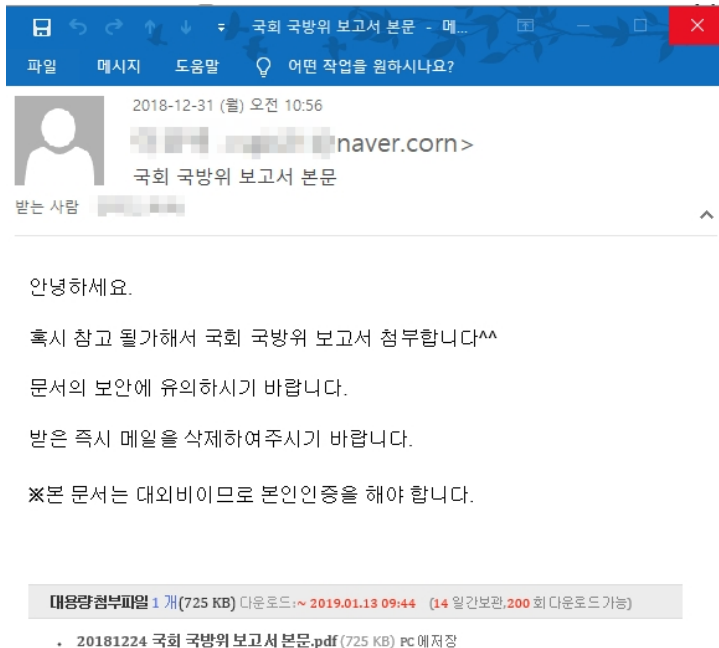 국회 국방위 보고서 본문 - 메...
파일 메시지 도움말 어떤 작업을 원하시나요?
2018-12-31 (월) 오전 10:56
naver.corn>
국회 국방위 보고서 본문
받는 사람
안녕하세요.
혹시 참고 될가해서 국회 국방위 보고서 첨부합니다^^
문서의 보안에 유의하시기 바랍니다.
받은 즉시 메일을 삭제하여주시기 바랍니다.
※본 문서는 대외비이므로 본인인증을 해야 합니다.
대용량첨부파일 1 개(725 KB) 다운로드:~ 2019.01.13 09:44 (14 일간보관,200 회 다운로드가능)
. 20181224 국회 국방위 보고서 본문.pdf (725 KB) PC에저장